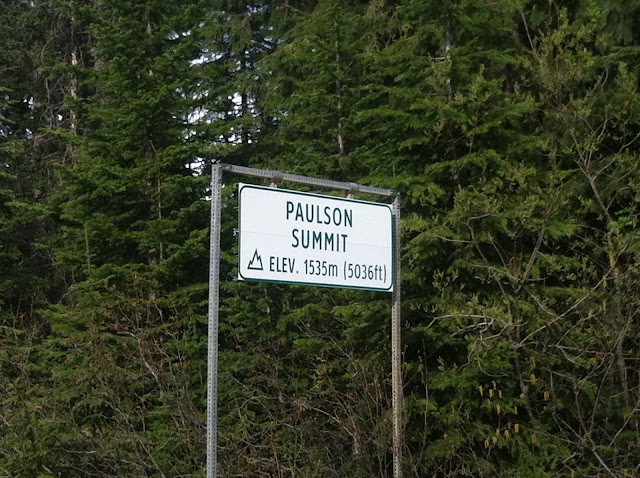 PAULSON
SUMMIT
ELEV. 1535m (5036ft)